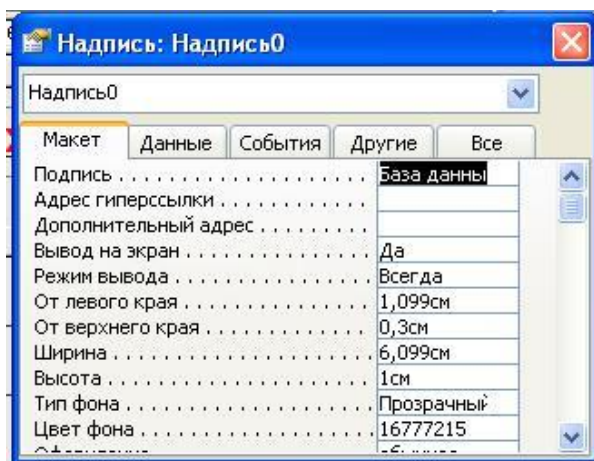 Надпись: Надпись0
Надпись0
Макет Данные События Другие Все
Подпись . . . . . . . . . . . . . . . . . . . . . База данны
Адрес гиперссылки . . . . . . . . . . . .
Дополнительный адрес . . . . . . . . .
Вывод на экран . . . . . . . . . . . . . . . Да
Режим вывода . . . . . . . . . . . . . . . . Всегда
От левого края . . . . . . . . . . . . . . . 1,099см
От верхнего края . . . . . . . . . . . . . 0,3см
Ширина . . . . . . . . . . . . . . . . . . . . . 6,099см
Высота . . . . . . . . . . . . . . . . . . . . . 1см
Тип фона . . . . . . . . . . . . . . . . . . . . Прозрачный
Цвет фона . . . . . . . . . . . . . . . . . . . 16777215